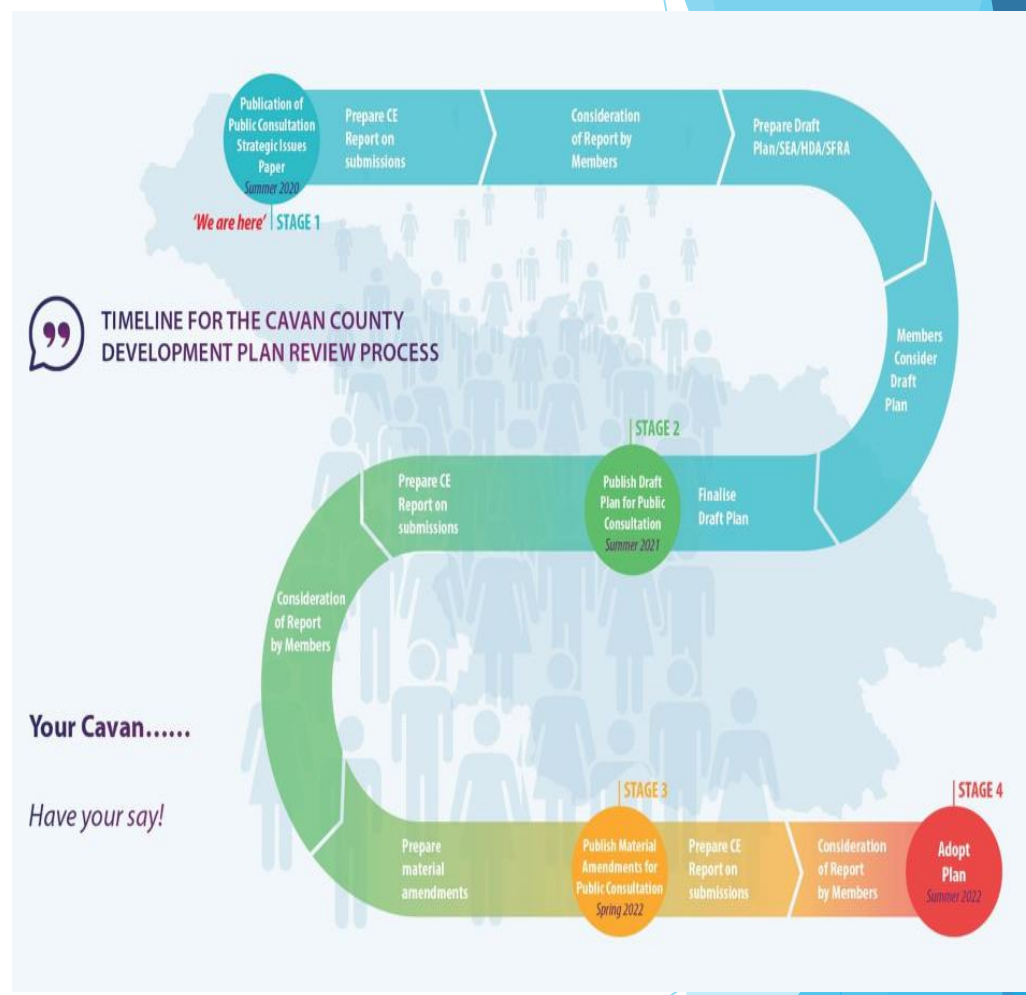 Publication of
Public Consultation
Strategic Issues
Paper
Summer 2020
'We are here'
STAGE 1
Prepare CE
Report on
submissions
Consideration
of Report by
Members
Prepare Draft
Plan/SEA/HDA/SFRA
TIMELINE FOR THE CAVAN COUNTY
DEVELOPMENT PLAN REVIEW PROCESS
Members
Consider
Draft
Plan
Finalise
Draft Plan
STAGE 2
Publish Draft
Plan for Public
Consultation
Summer 2021
Prepare CE
Report on
submissions
Consideration
of Report
by Members
Your Cavan......
Have your say!
Prepare
material
amendments
STAGE 3
Publish Material
Amendments for
Public Consultation
Spring 2022
Prepare CE
Report on
submissions
Consideration
of Report
by Members
STAGE 4
Adopt
Plan
Summer 2022